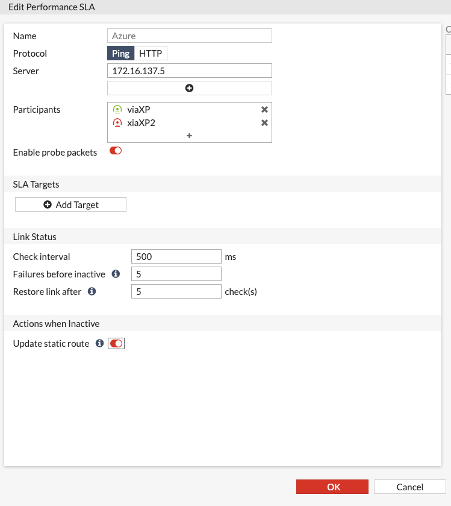 Edit Performance SLA
Name Azure
Protocol Ping HTTP
Server 172.16.137.5
Participants viaXP
xiaXP2
+
Enable probe packets
SLA Targets
Add Target
Link Status
Check interval 500 ms
Failures before inactive 5
Restore link after 5 check(s)
Actions when Inactive
Update static route
OK Cancel